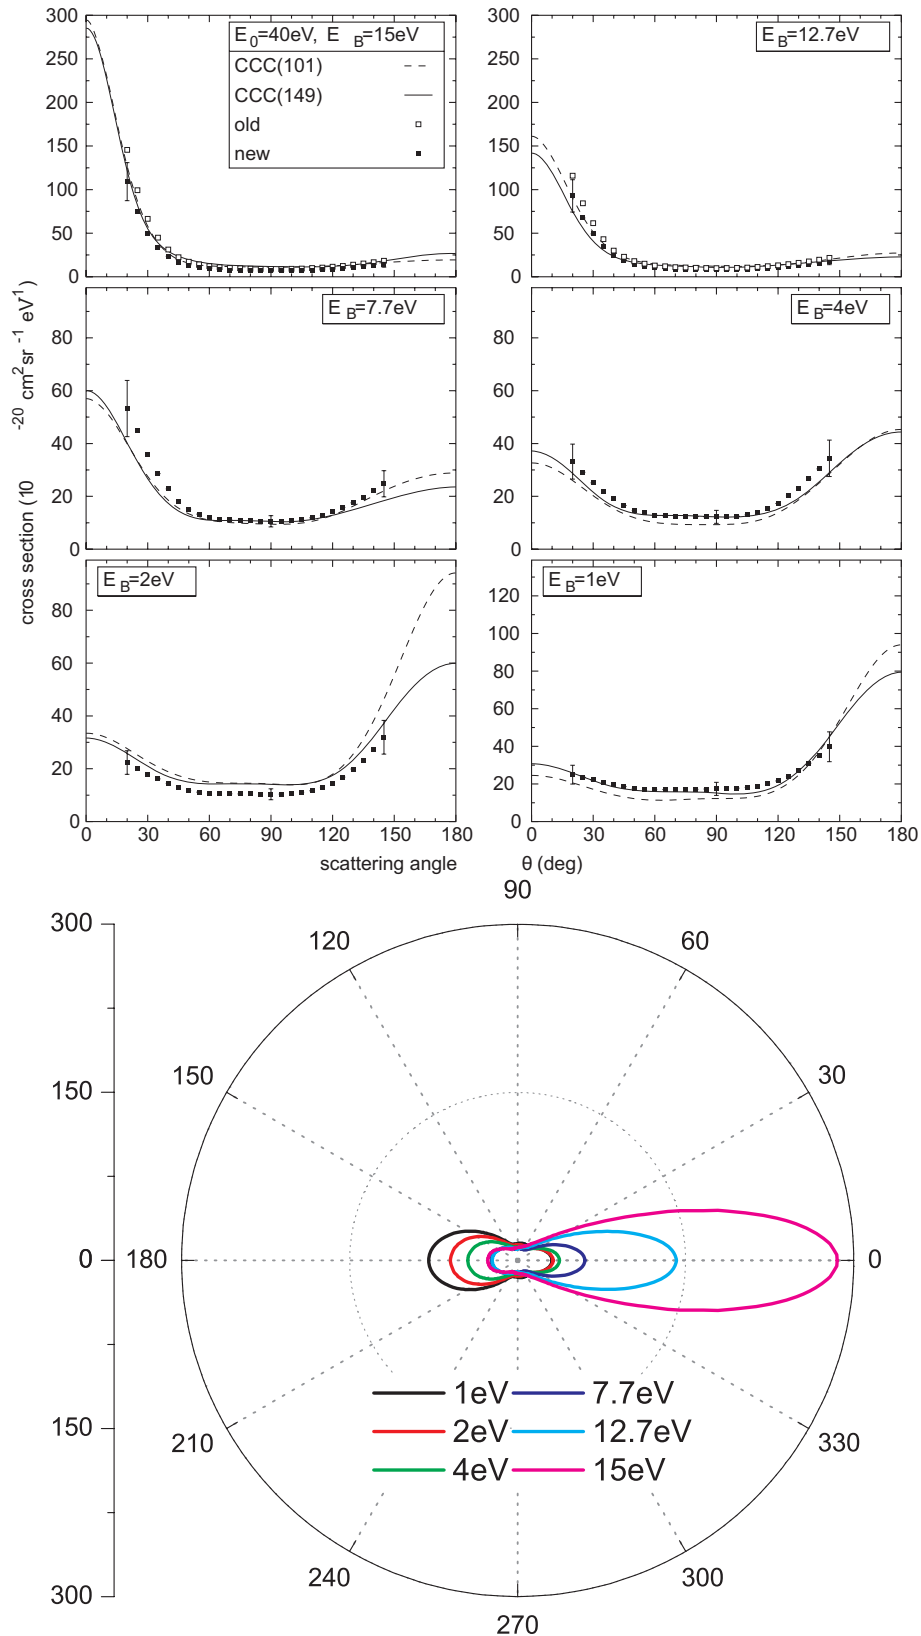 E0=40eV, E B=15eV
CCC(101)
CCC(149)
old
new
300
250
200
150
100
50
0
E B=12.7eV
300
250
200
150
100
50
0
E B=7.7eV
80
60
40
20
0
E B=4eV
80
60
40
20
0
E B=2eV
80
60
40
20
0
0 30 60 90 120 150 180
E B=1eV
120
100
80
60
40
20
0
0 30 60 90 120 150 180
cross section (10 -20 cm2sr -1 eV1)
scattering angle θ (deg)
300
150
0
150
300
90
120 60
150 30
180 0
210 330
240 300
270
1eV 7.7eV
2eV 12.7eV
4eV 15eV